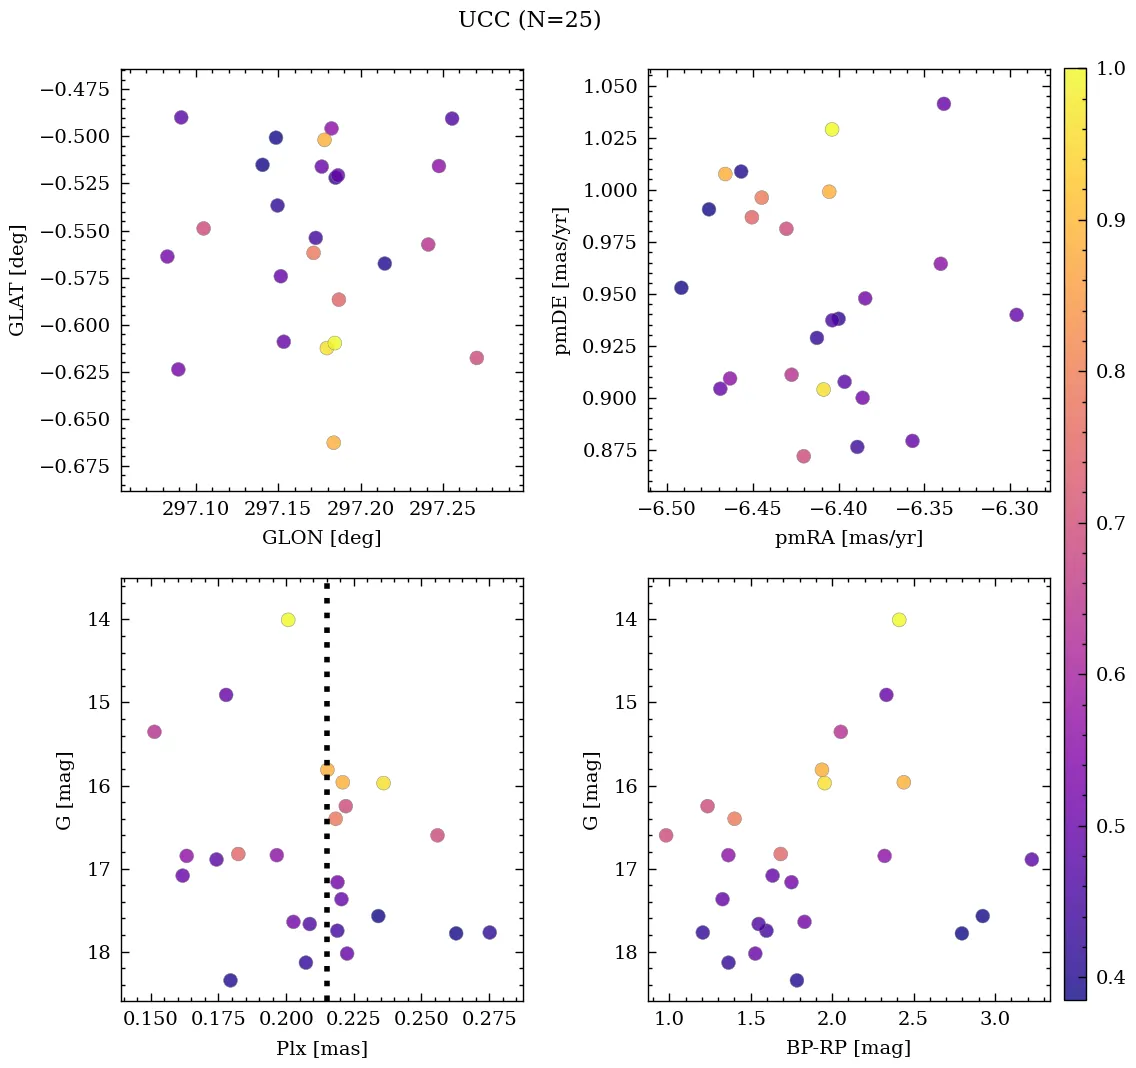 UCC (N=25)
−0.475
−0.500
−0.525
−0.550
−0.575
−0.600
−0.625
−0.650
−0.675
GLAT [deg]
297.10 297.15 297.20 297.25
GLON [deg]
1.050
1.025
1.000
0.975
0.950
0.925
0.900
0.875
pmDE [mas/yr]
−6.50 −6.45 −6.40 −6.35 −6.30
pmRA [mas/yr]
14
15
16
17
18
G [mag]
0.150 0.175 0.200 0.225 0.250 0.275
Plx [mas]
14
15
16
17
18
G [mag]
1.0 1.5 2.0 2.5 3.0
BP-RP [mag]
1.0
0.9
0.8
0.7
0.6
0.5
0.4